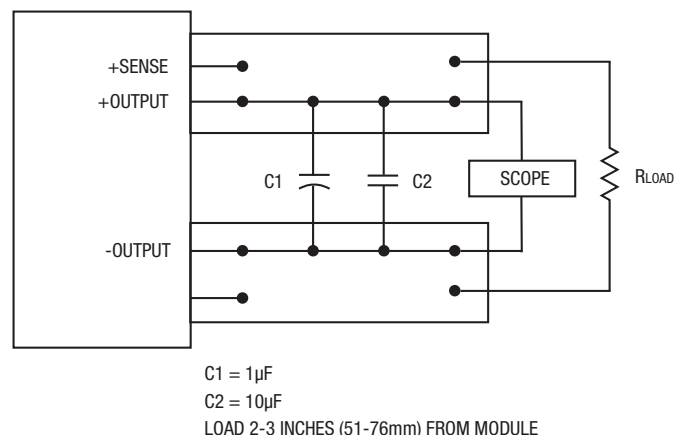 +SENSE
+OUTPUT
C1
C2
SCOPE
RLOAD
-OUTPUT
C1 = 1µF
C2 = 10µF
LOAD 2-3 INCHES (51-76mm) FROM MODULE